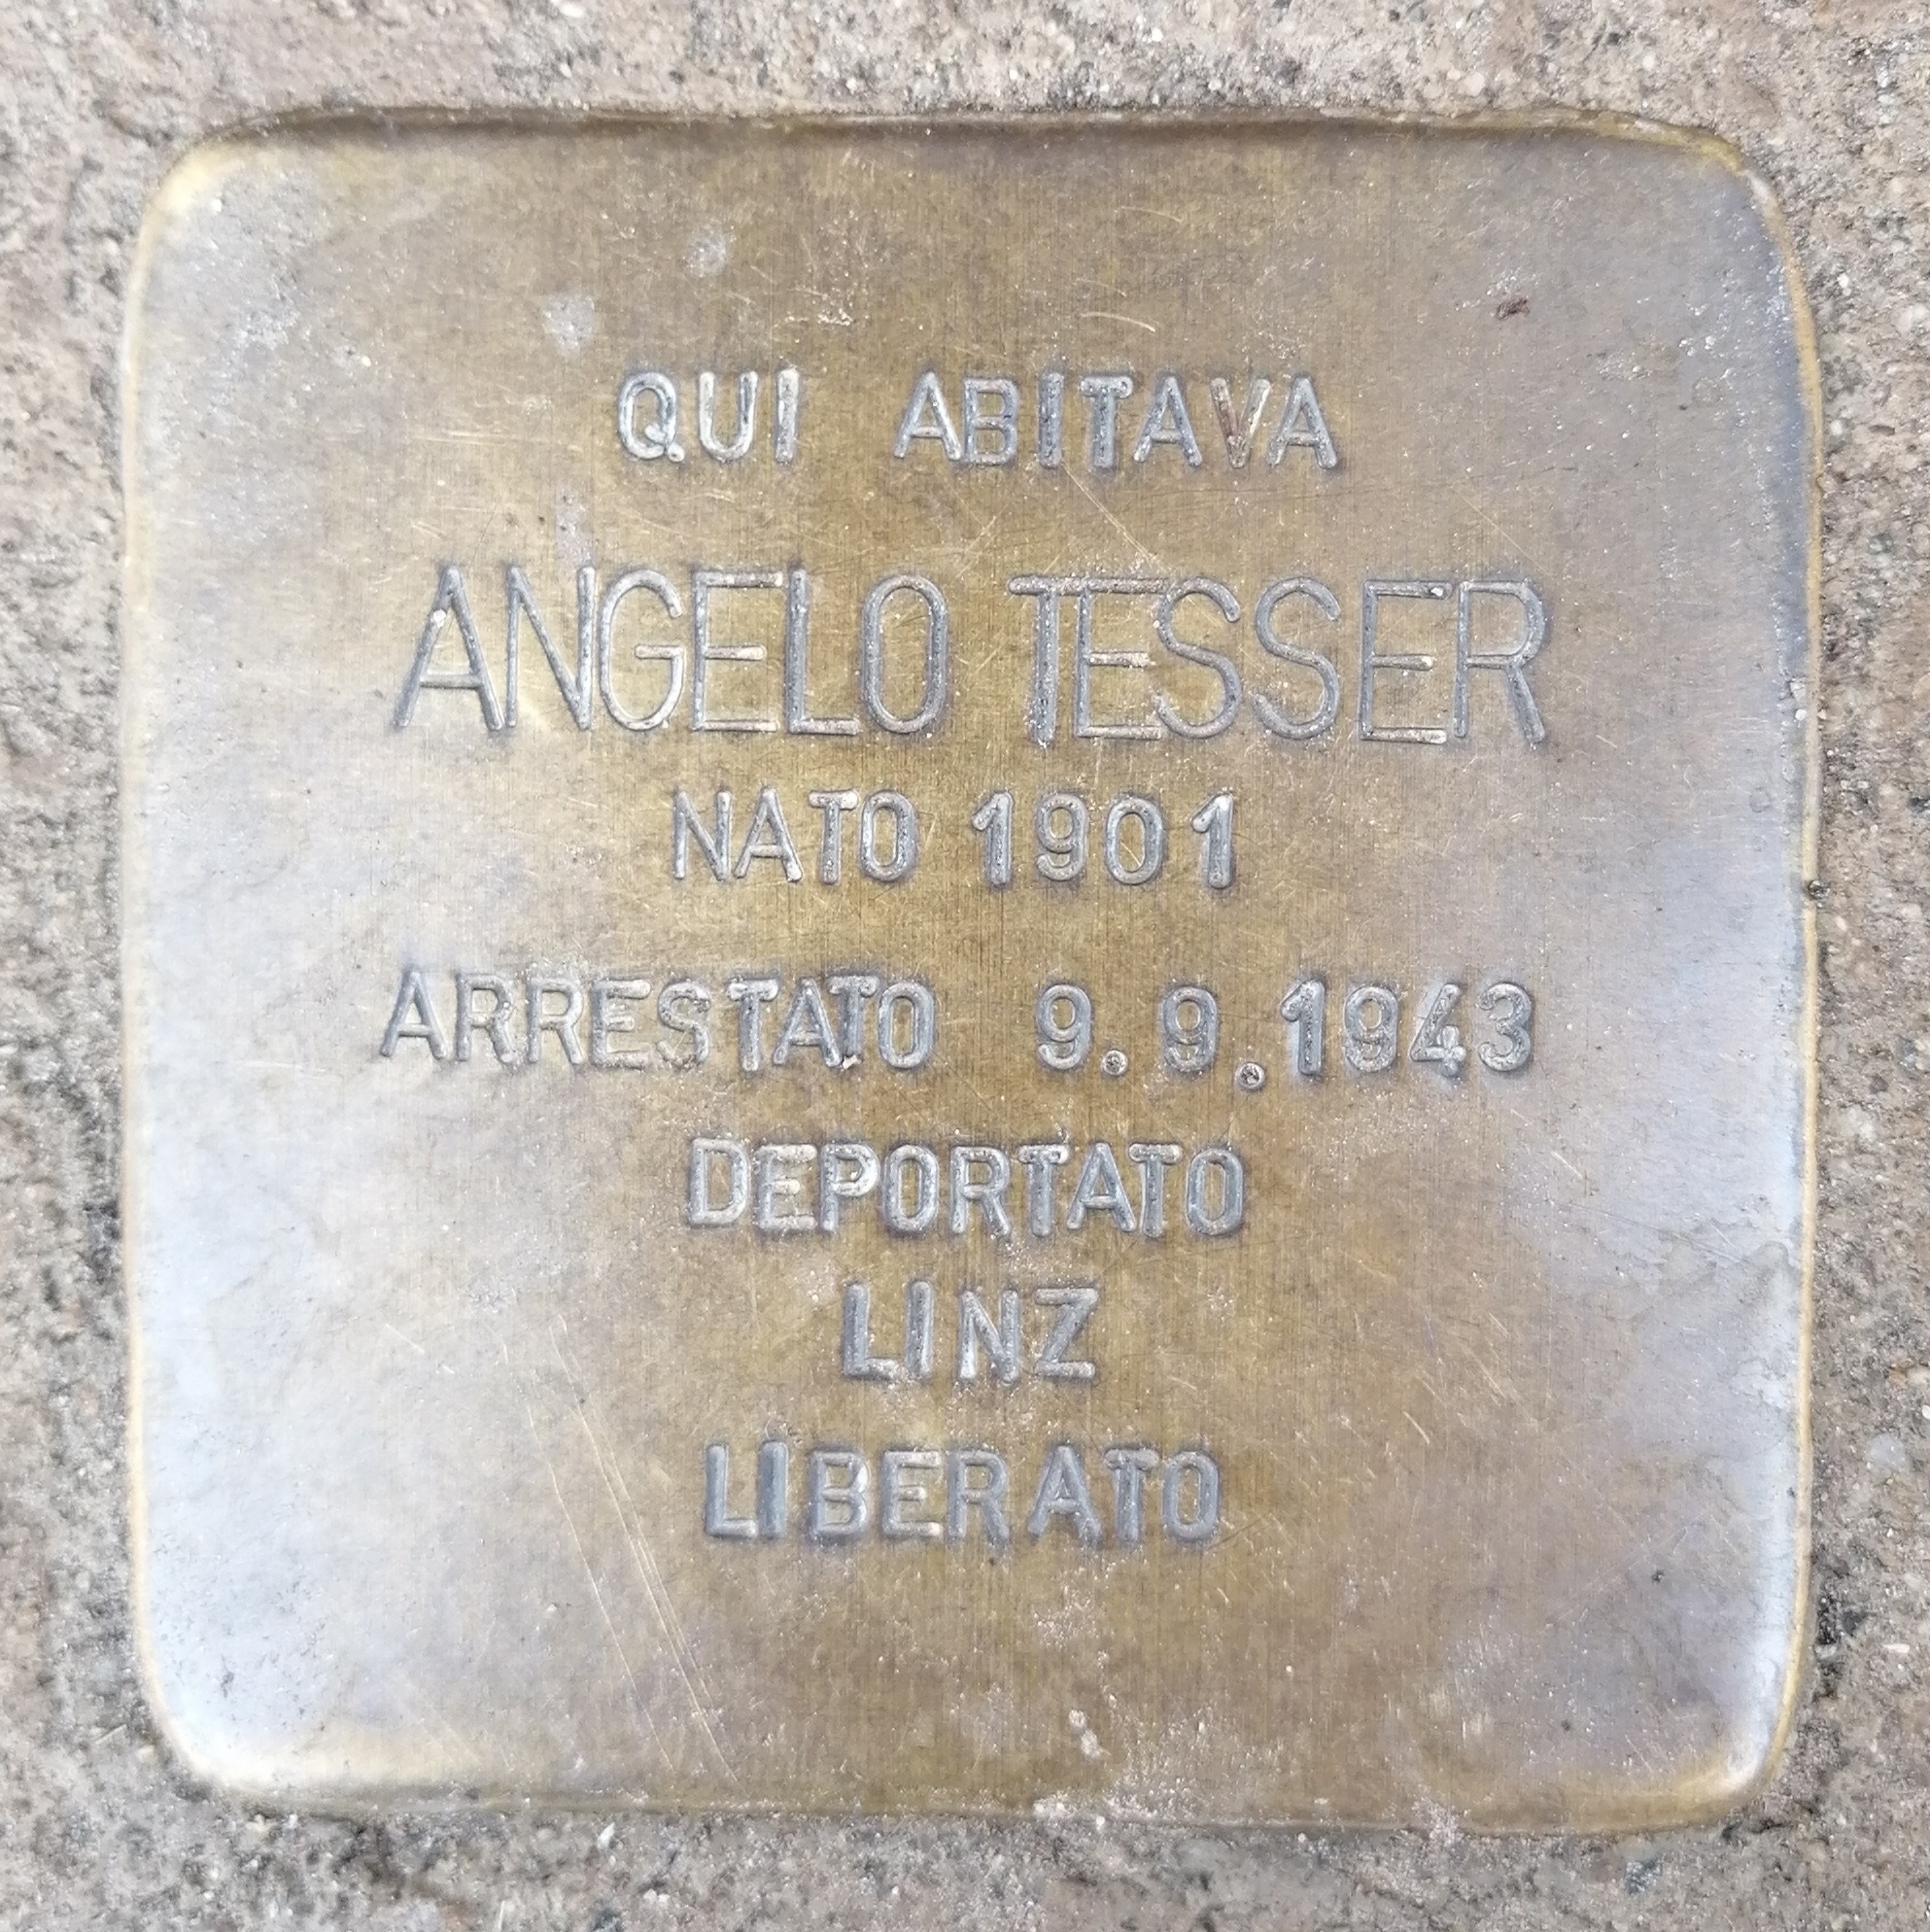 QUI ABITAVA
ANGELO TESSER
NATO 1901
ARRESTATO 9.9.1943
DEPORTATO
LINZ
LIBERATO